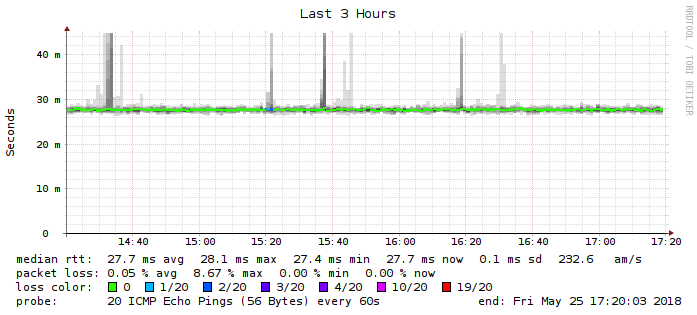 Last 3 Hours
RRDTOOL / TOBI OETIKER
Seconds
40 m
30 m
20 m
10 m
0
14:40 15:00 15:20 15:40 16:00 16:20 16:40 17:00 17:20
median rtt: 27.7 ms avg 28.1 ms max 27.4 ms min 27.7 ms now 0.1 ms sd 232.6 am/s
packet loss: 0.05 % avg 8.67 % max 0.00 % min 0.00 % now
loss color: 0 1/20 2/20 3/20 4/20 10/20 19/20
probe: 20 ICMP Echo Pings (56 Bytes) every 60s end: Fri May 25 17:20:03 2018